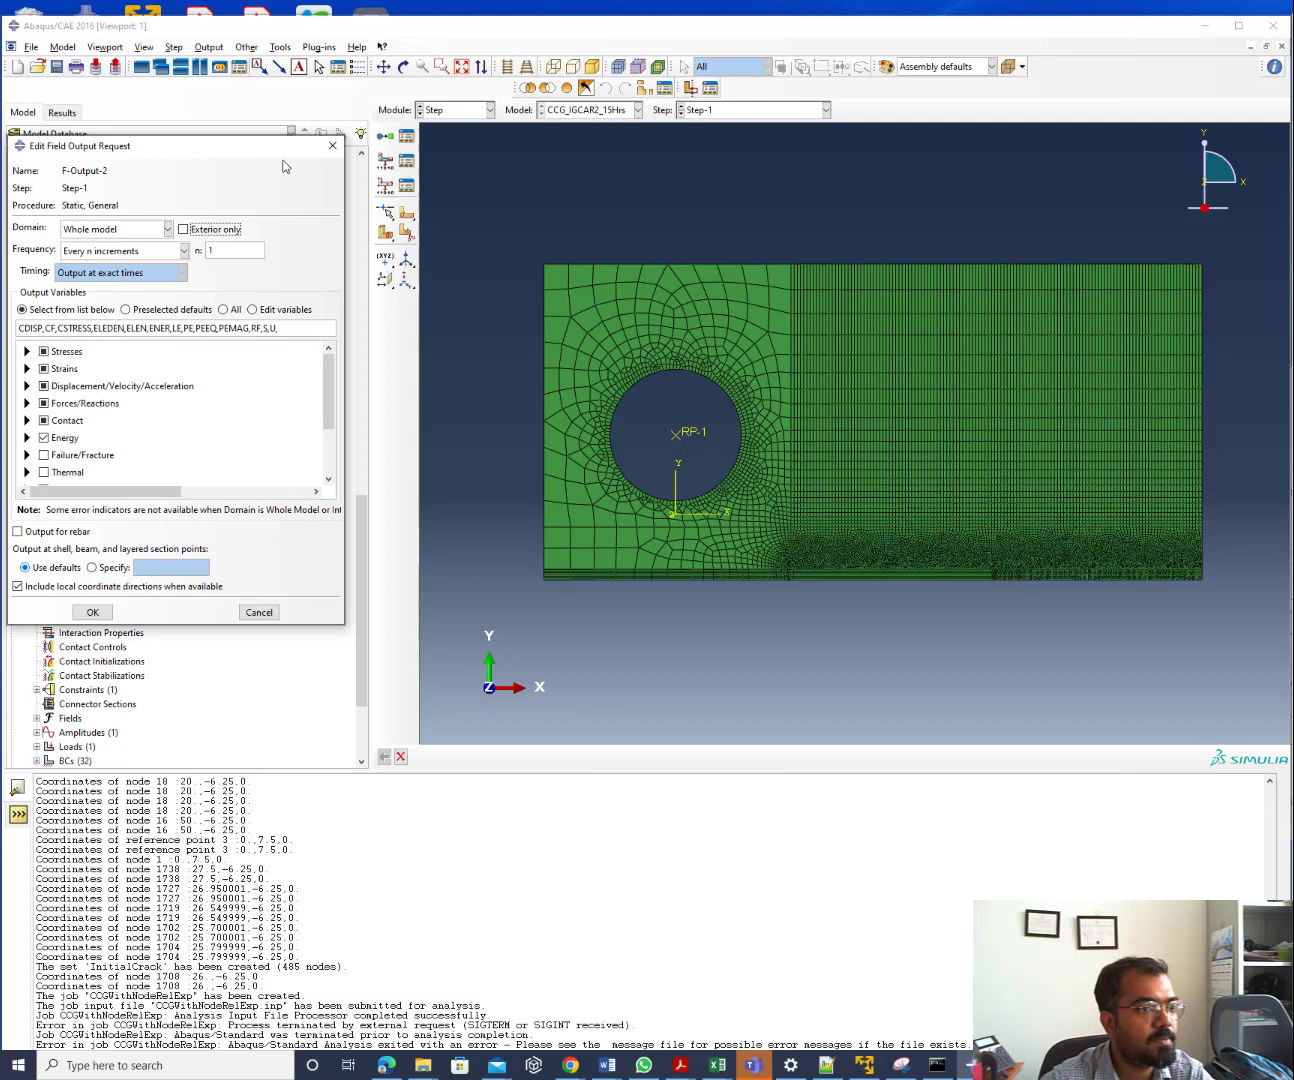 Abaqus/CAE 2016 [Viewport: 1]
File Model Viewport View Step Output Other Tools Plug-ins Help
All
Assembly defaults
Model Results
Module: Step Model: CCG_IGCAR2_15Hrs Step: Step-1
Model Database
Edit Field Output Request
Name: F-Output-2
Step: Step-1
Procedure: Static, General
Domain: Whole model Exterior only
Frequency: Every n increments n: 1
Timing: Output at exact times
Output Variables
Select from list below Preselected defaults All Edit variables
CDISP,CF,CSTRESS,ELEDEN,ELEN,ENER,LE,PE,PEEQ,PEMAG,RF,S,U,
Stresses
Strains
Displacement/Velocity/Acceleration
Forces/Reactions
Contact
Energy
Failure/Fracture
Thermal
Note: Some error indicators are not available when Domain is Whole Model or Int
Output for rebar
Output at shell, beam, and layered section points:
Use defaults Specify:
Include local coordinate directions when available
OK Cancel
Interaction Properties
Contact Controls
Contact Initializations
Contact Stabilizations
Constraints (1)
Connector Sections
Fields
Amplitudes (1)
Loads (1)
BCs (32)
(XYZ)
Y
X
Z
RP-1
Y
X
Z
Y
Z X
SIMULIA
Coordinates of node 18 :20.,-6.25,0.
Coordinates of node 18 :20.,-6.25,0.
Coordinates of node 18 :20.,-6.25,0.
Coordinates of node 18 :20.,-6.25,0.
Coordinates of node 16 :50.,-6.25,0.
Coordinates of node 16 :50.,-6.25,0.
Coordinates of reference point 3 :0.,7.5,0.
Coordinates of reference point 3 :0.,7.5,0.
Coordinates of node 1 :0.,7.5,0.
Coordinates of node 1738 :27.5,-6.25,0.
Coordinates of node 1738 :27.5,-6.25,0.
Coordinates of node 1727 :26.950001,-6.25,0.
Coordinates of node 1727 :26.950001,-6.25,0.
Coordinates of node 1719 :26.549999,-6.25,0.
Coordinates of node 1719 :26.549999,-6.25,0.
Coordinates of node 1702 :25.700001,-6.25,0.
Coordinates of node 1702 :25.700001,-6.25,0.
Coordinates of node 1704 :25.799999,-6.25,0.
Coordinates of node 1704 :25.799999,-6.25,0.
The set 'InitialCrack' has been created (485 nodes).
Coordinates of node 1708 :26.,-6.25,0.
Coordinates of node 1708 :26.,-6.25,0.
The job "CCGWithNodeRelExp" has been created.
The job input file "CCGWithNodeRelExp.inp" has been submitted for analysis.
Job CCGWithNodeRelExp: Analysis Input File Processor completed successfully.
Error in job CCGWithNodeRelExp: Process terminated by external request (SIGTERM or SIGINT received).
Job CCGWithNodeRelExp: Abaqus/Standard was terminated prior to analysis completion.
Error in job CCGWithNodeRelExp: Abaqus/Standard Analysis exited with an error - Please see the message file for possible error messages if the file exists.
Type here to search